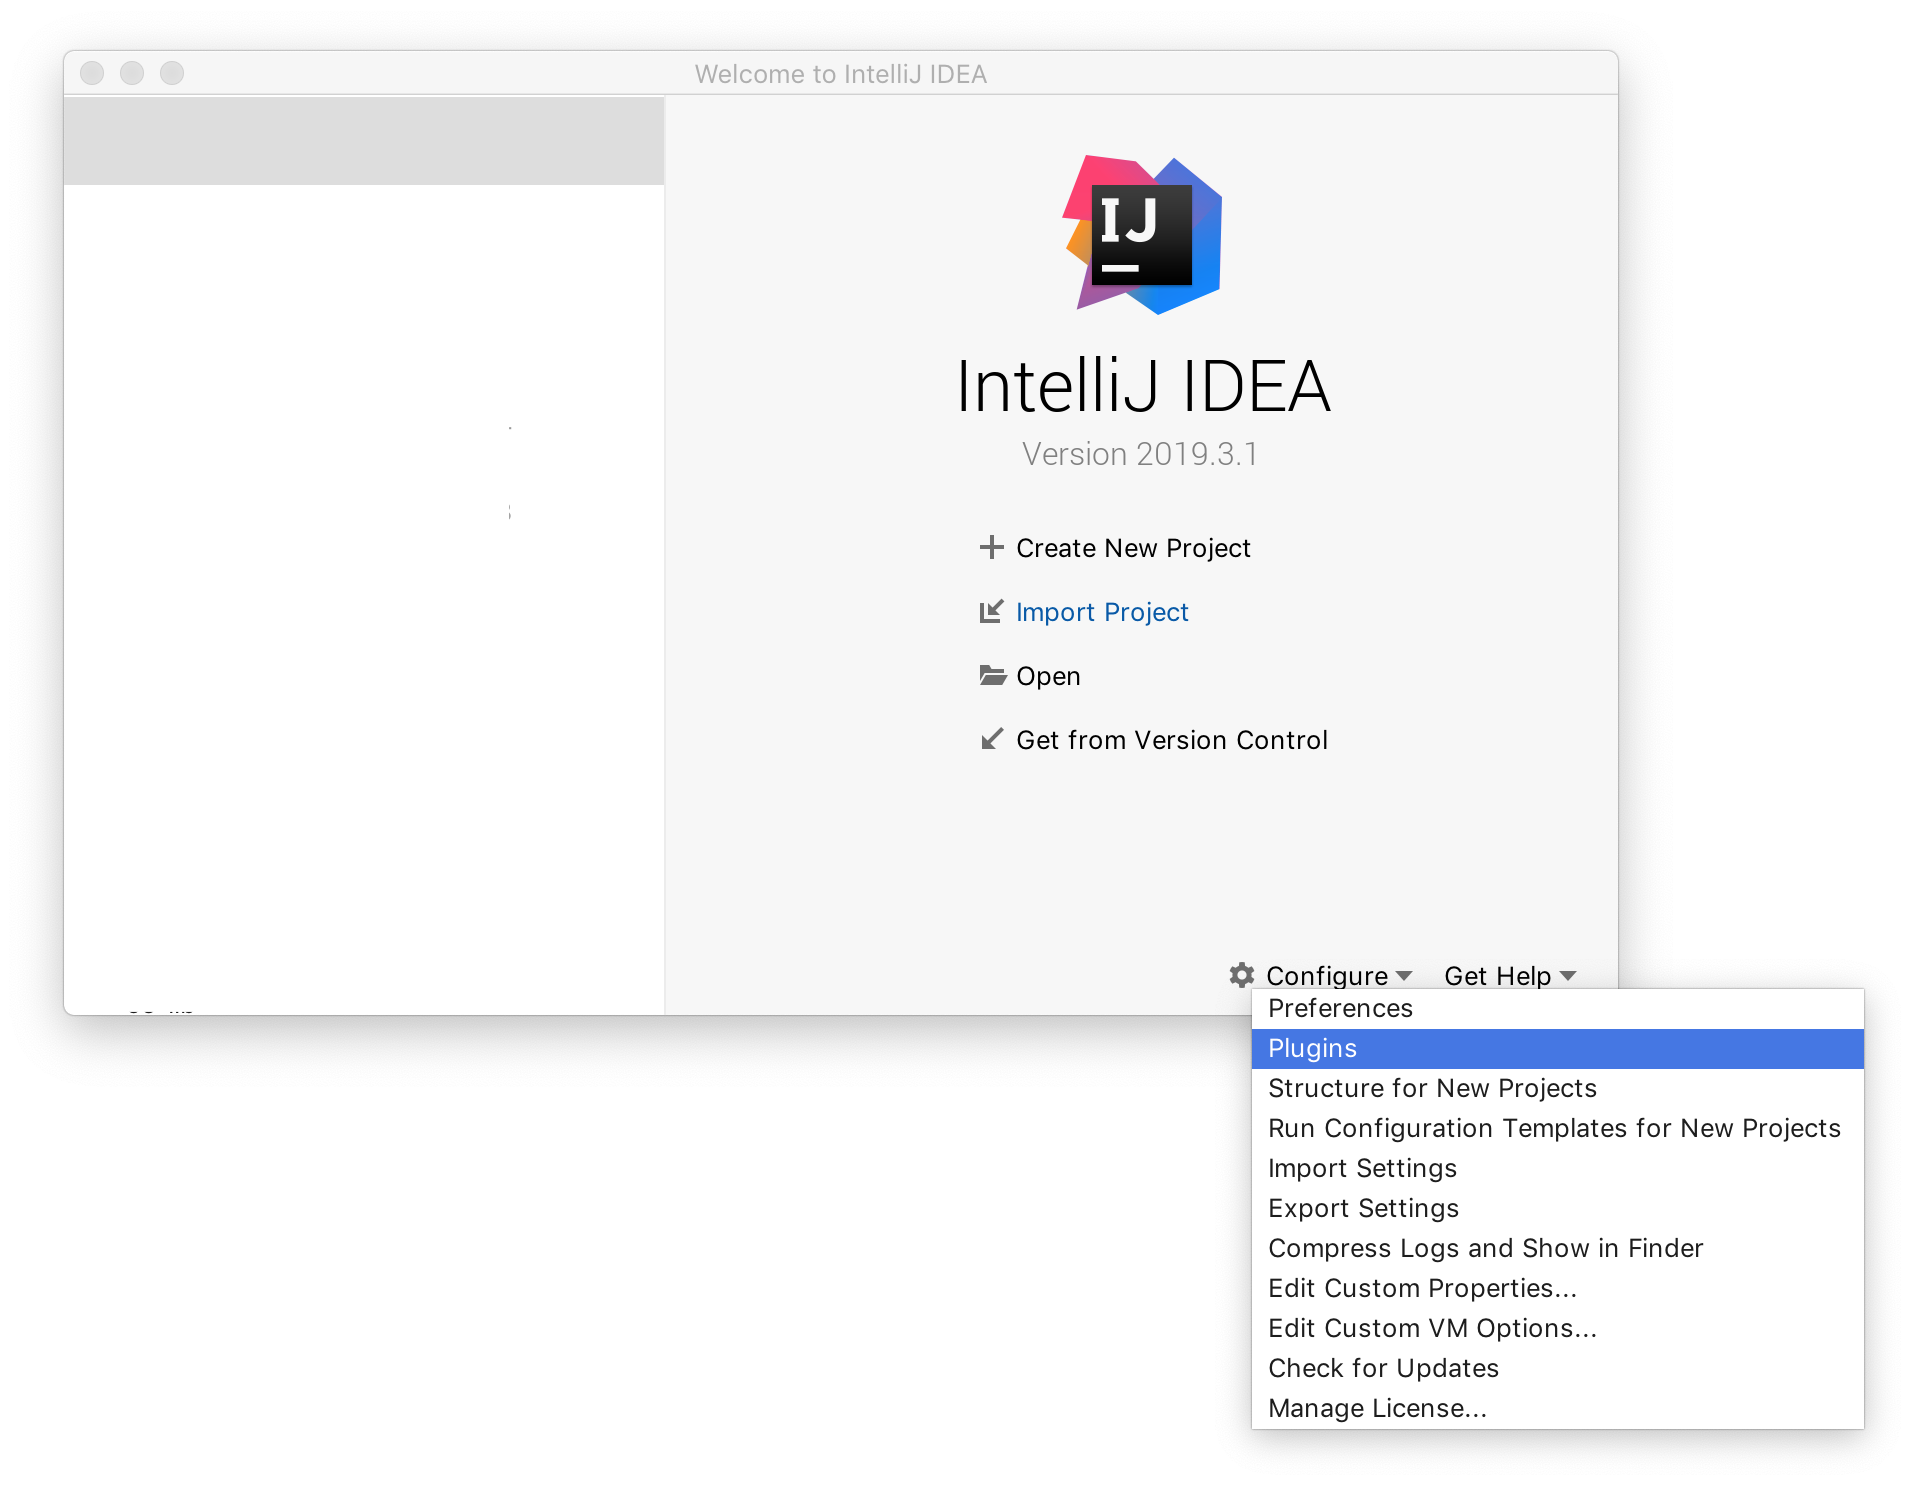 Welcome to IntelliJ IDEA
IJ
IntelliJ IDEA
Version 2019.3.1
Create New Project
Import Project
Open
Get from Version Control
Configure
Get Help
Preferences
Plugins
Structure for New Projects
Run Configuration Templates for New Projects
Import Settings
Export Settings
Compress Logs and Show in Finder
Edit Custom Properties...
Edit Custom VM Options...
Check for Updates
Manage License...